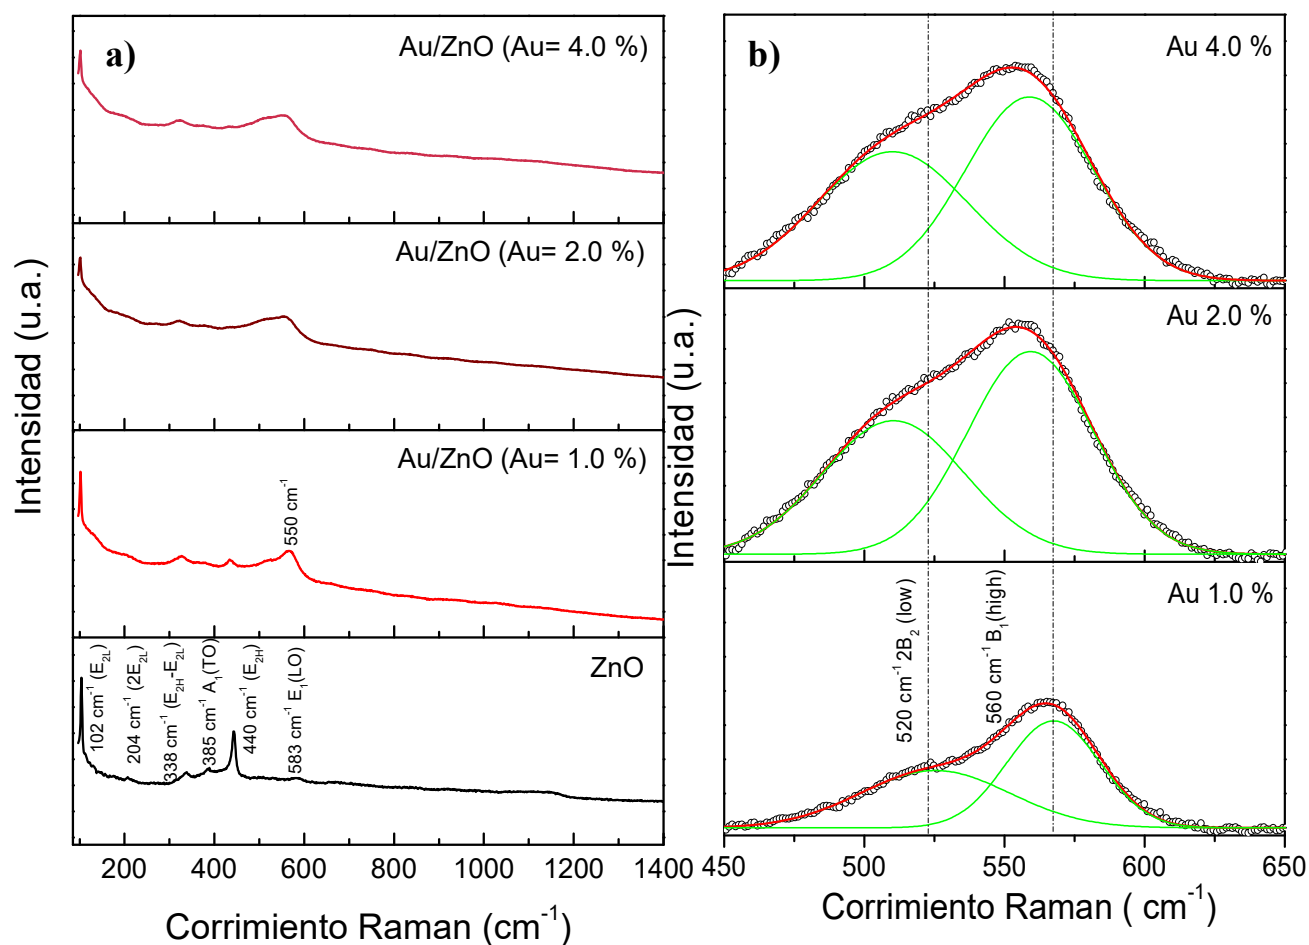 a)
Au/ZnO (Au= 4.0 %)
Au/ZnO (Au= 2.0 %)
Au/ZnO (Au= 1.0 %)
550 cm⁻¹
ZnO
102 cm⁻¹ (E₂L)
204 cm⁻¹ (2E₂L)
338 cm⁻¹ (E₂H-E₂L)
385 cm⁻¹ A₁(TO)
440 cm⁻¹ (E₂H)
583 cm⁻¹ E₁(LO)
Intensidad (u.a.)
200 400 600 800 1000 1200 1400
Corrimiento Raman (cm⁻¹)
b)
Au 4.0 %
Au 2.0 %
Au 1.0 %
520 cm⁻¹ 2B₂ (low)
560 cm⁻¹ B₁(high)
Intensidad (u.a.)
450 500 550 600 650
Corrimiento Raman ( cm⁻¹)